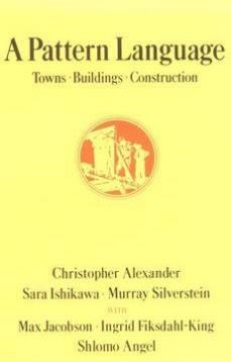 A Pattern Language
Towns · Buildings · Construction
Christopher Alexander
Sara Ishikawa · Murray Silverstein
WITH
Max Jacobson · Ingrid Fiksdahl-King
Shlomo Angel